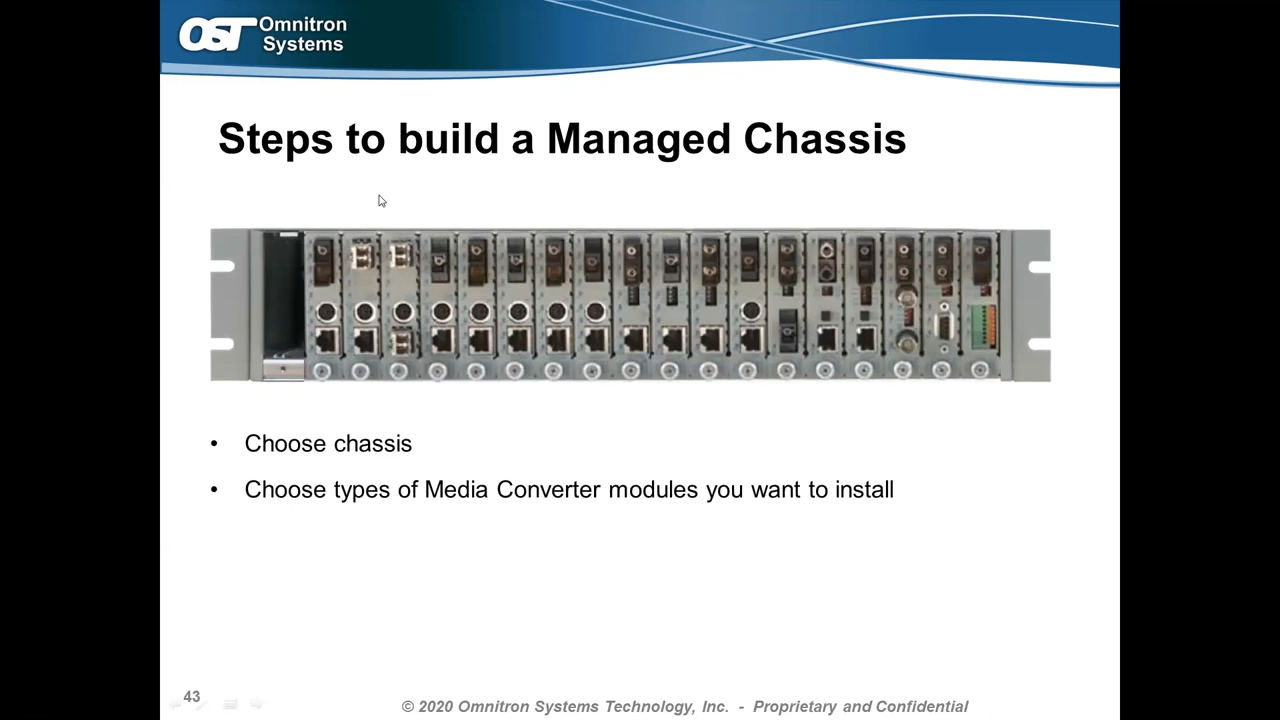 OST Omnitron
Systems
Steps to build a Managed Chassis
• Choose chassis
• Choose types of Media Converter modules you want to install
43
© 2020 Omnitron Systems Technology, Inc. - Proprietary and Confidential